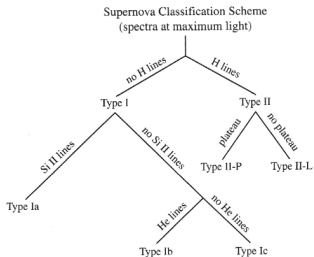 Supernova Classification Scheme
(spectra at maximum light)
no H lines
H lines
Type I
Type II
Si II lines
no Si II lines
plateau
no plateau
Type II-P
Type II-L
Type Ia
He lines
no He lines
Type Ib
Type Ic